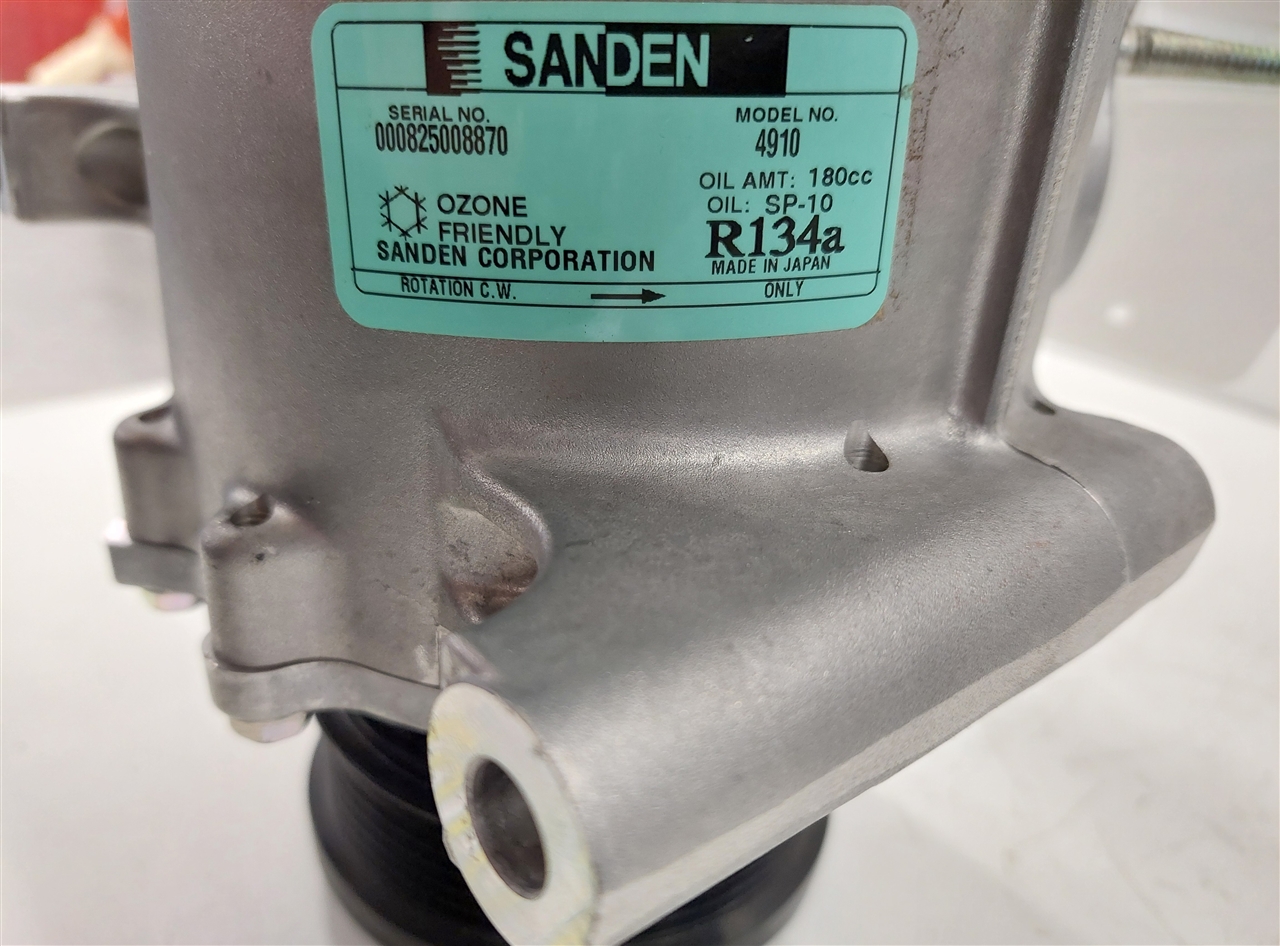 SANDEN
SERIAL NO. MODEL NO.
000825008870 4910
OIL AMT: 180cc
OZONE OIL: SP-10
FRIENDLY R134a
SANDEN CORPORATION MADE IN JAPAN
ROTATION C.W. ONLY